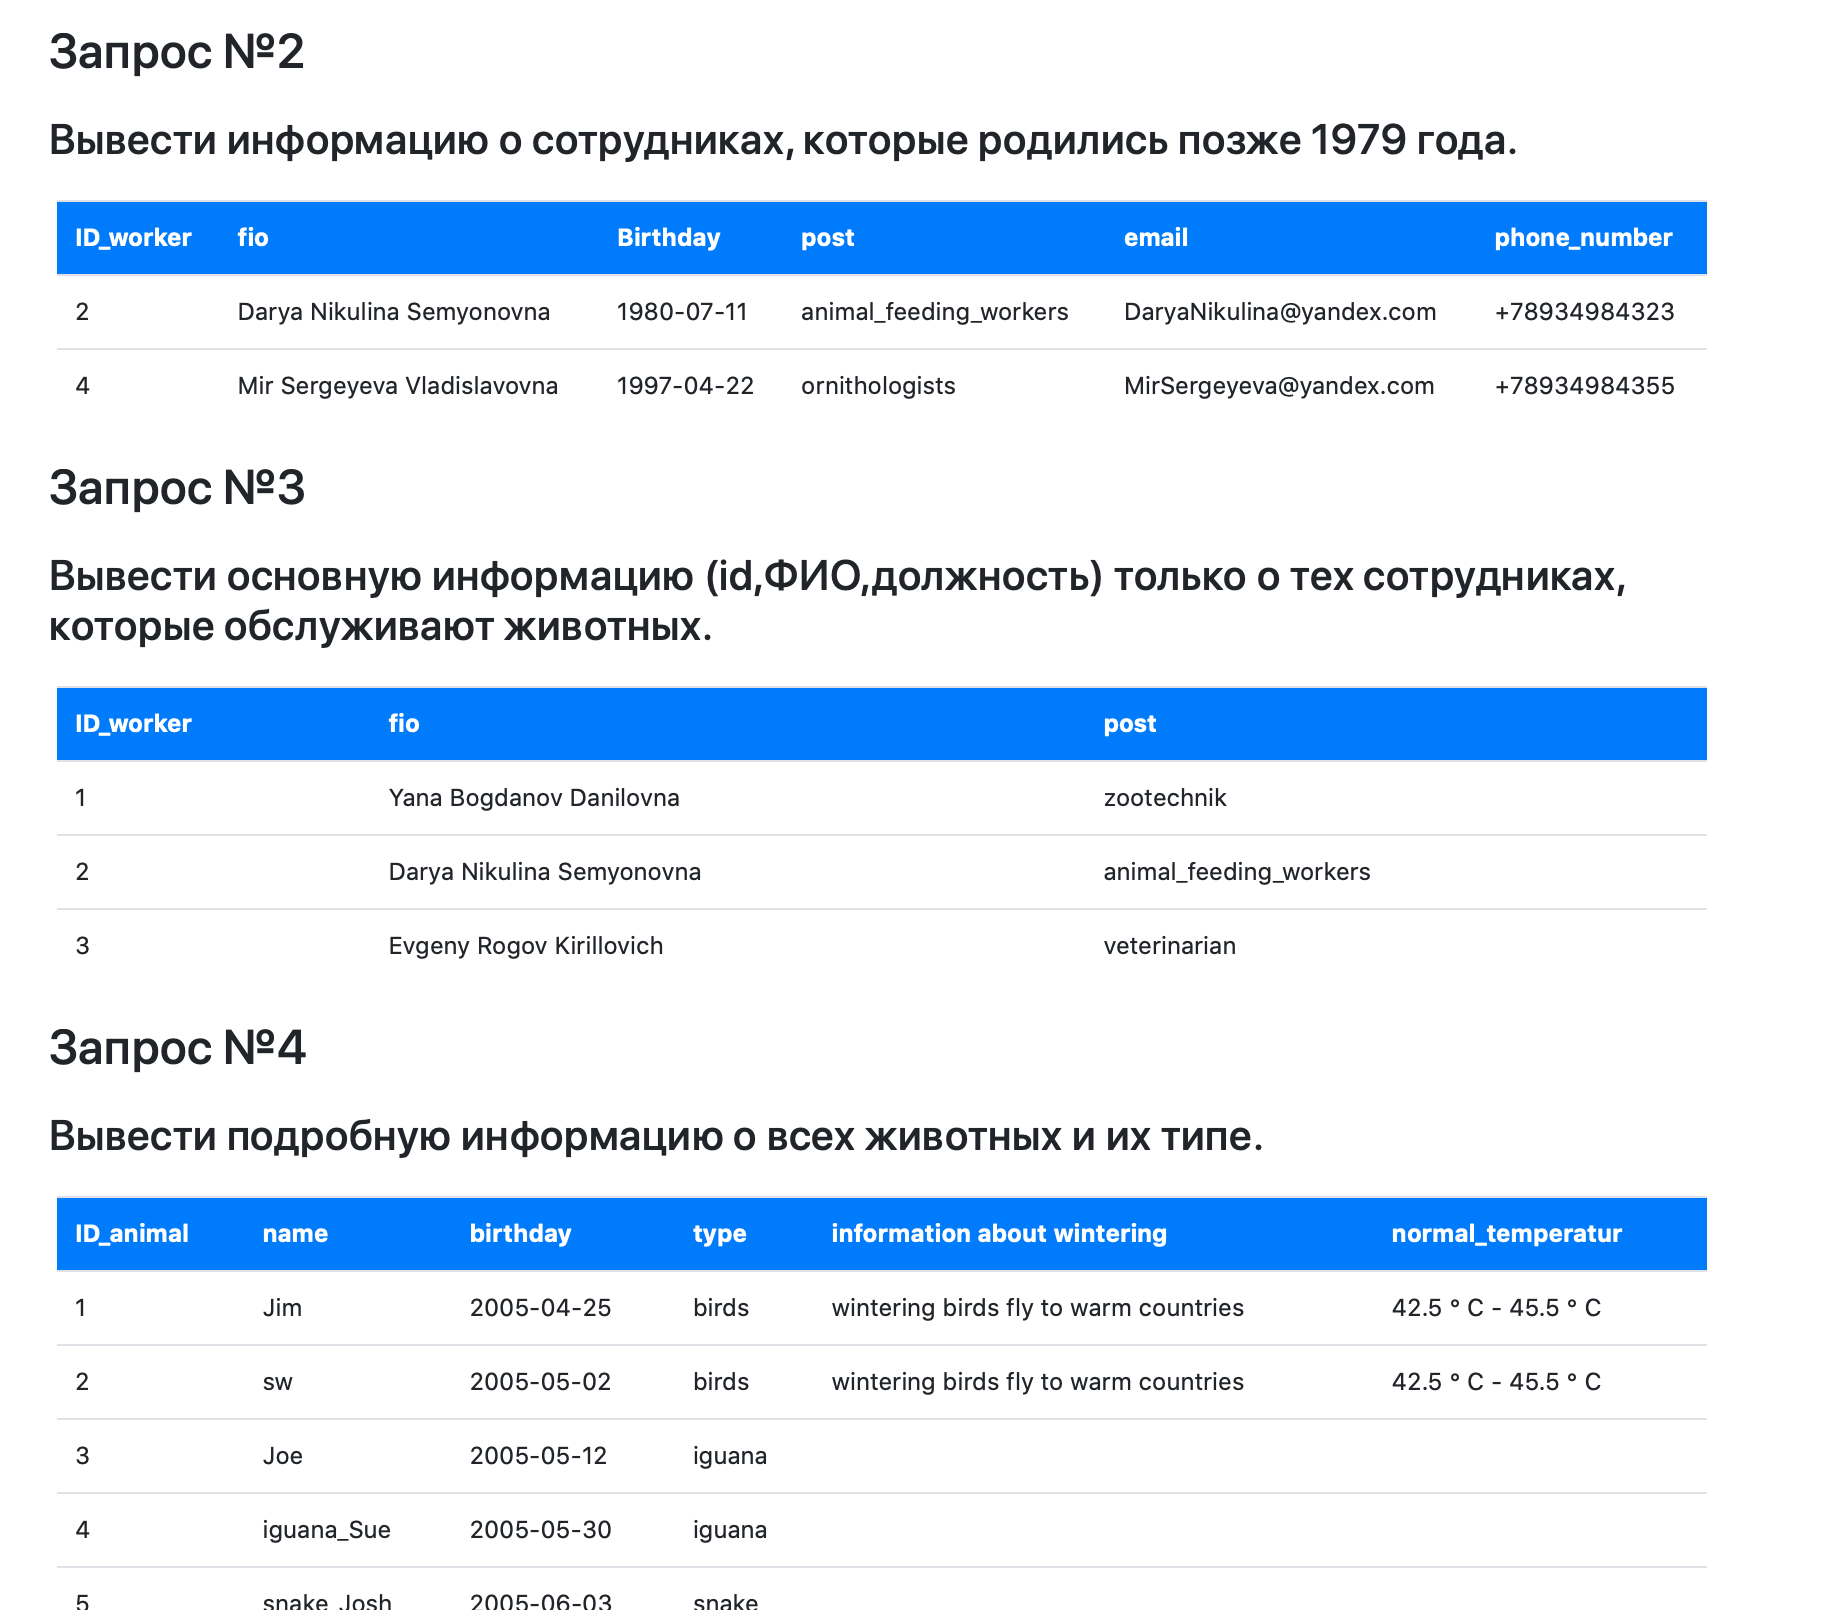 Запрос №2
Вывести информацию о сотрудниках, которые родились позже 1979 года.
ID_worker fio Birthday post email phone_number
2 Darya Nikulina Semyonovna 1980-07-11 animal_feeding_workers DaryaNikulina@yandex.com +78934984323
4 Mir Sergeyeva Vladislavovna 1997-04-22 ornithologists MirSergeyeva@yandex.com +78934984355
Запрос №3
Вывести основную информацию (id,ФИО,должность) только о тех сотрудниках,
которые обслуживают животных.
ID_worker fio post
1 Yana Bogdanov Danilovna zootechnik
2 Darya Nikulina Semyonovna animal_feeding_workers
3 Evgeny Rogov Kirillovich veterinarian
Запрос №4
Вывести подробную информацию о всех животных и их типе.
ID_animal name birthday type information about wintering normal_temperatur
1 Jim 2005-04-25 birds wintering birds fly to warm countries 42.5 ° C - 45.5 ° C
2 sw 2005-05-02 birds wintering birds fly to warm countries 42.5 ° C - 45.5 ° C
3 Joe 2005-05-12 iguana
4 iguana_Sue 2005-05-30 iguana
5 snake_Josh 2005-06-03 snake